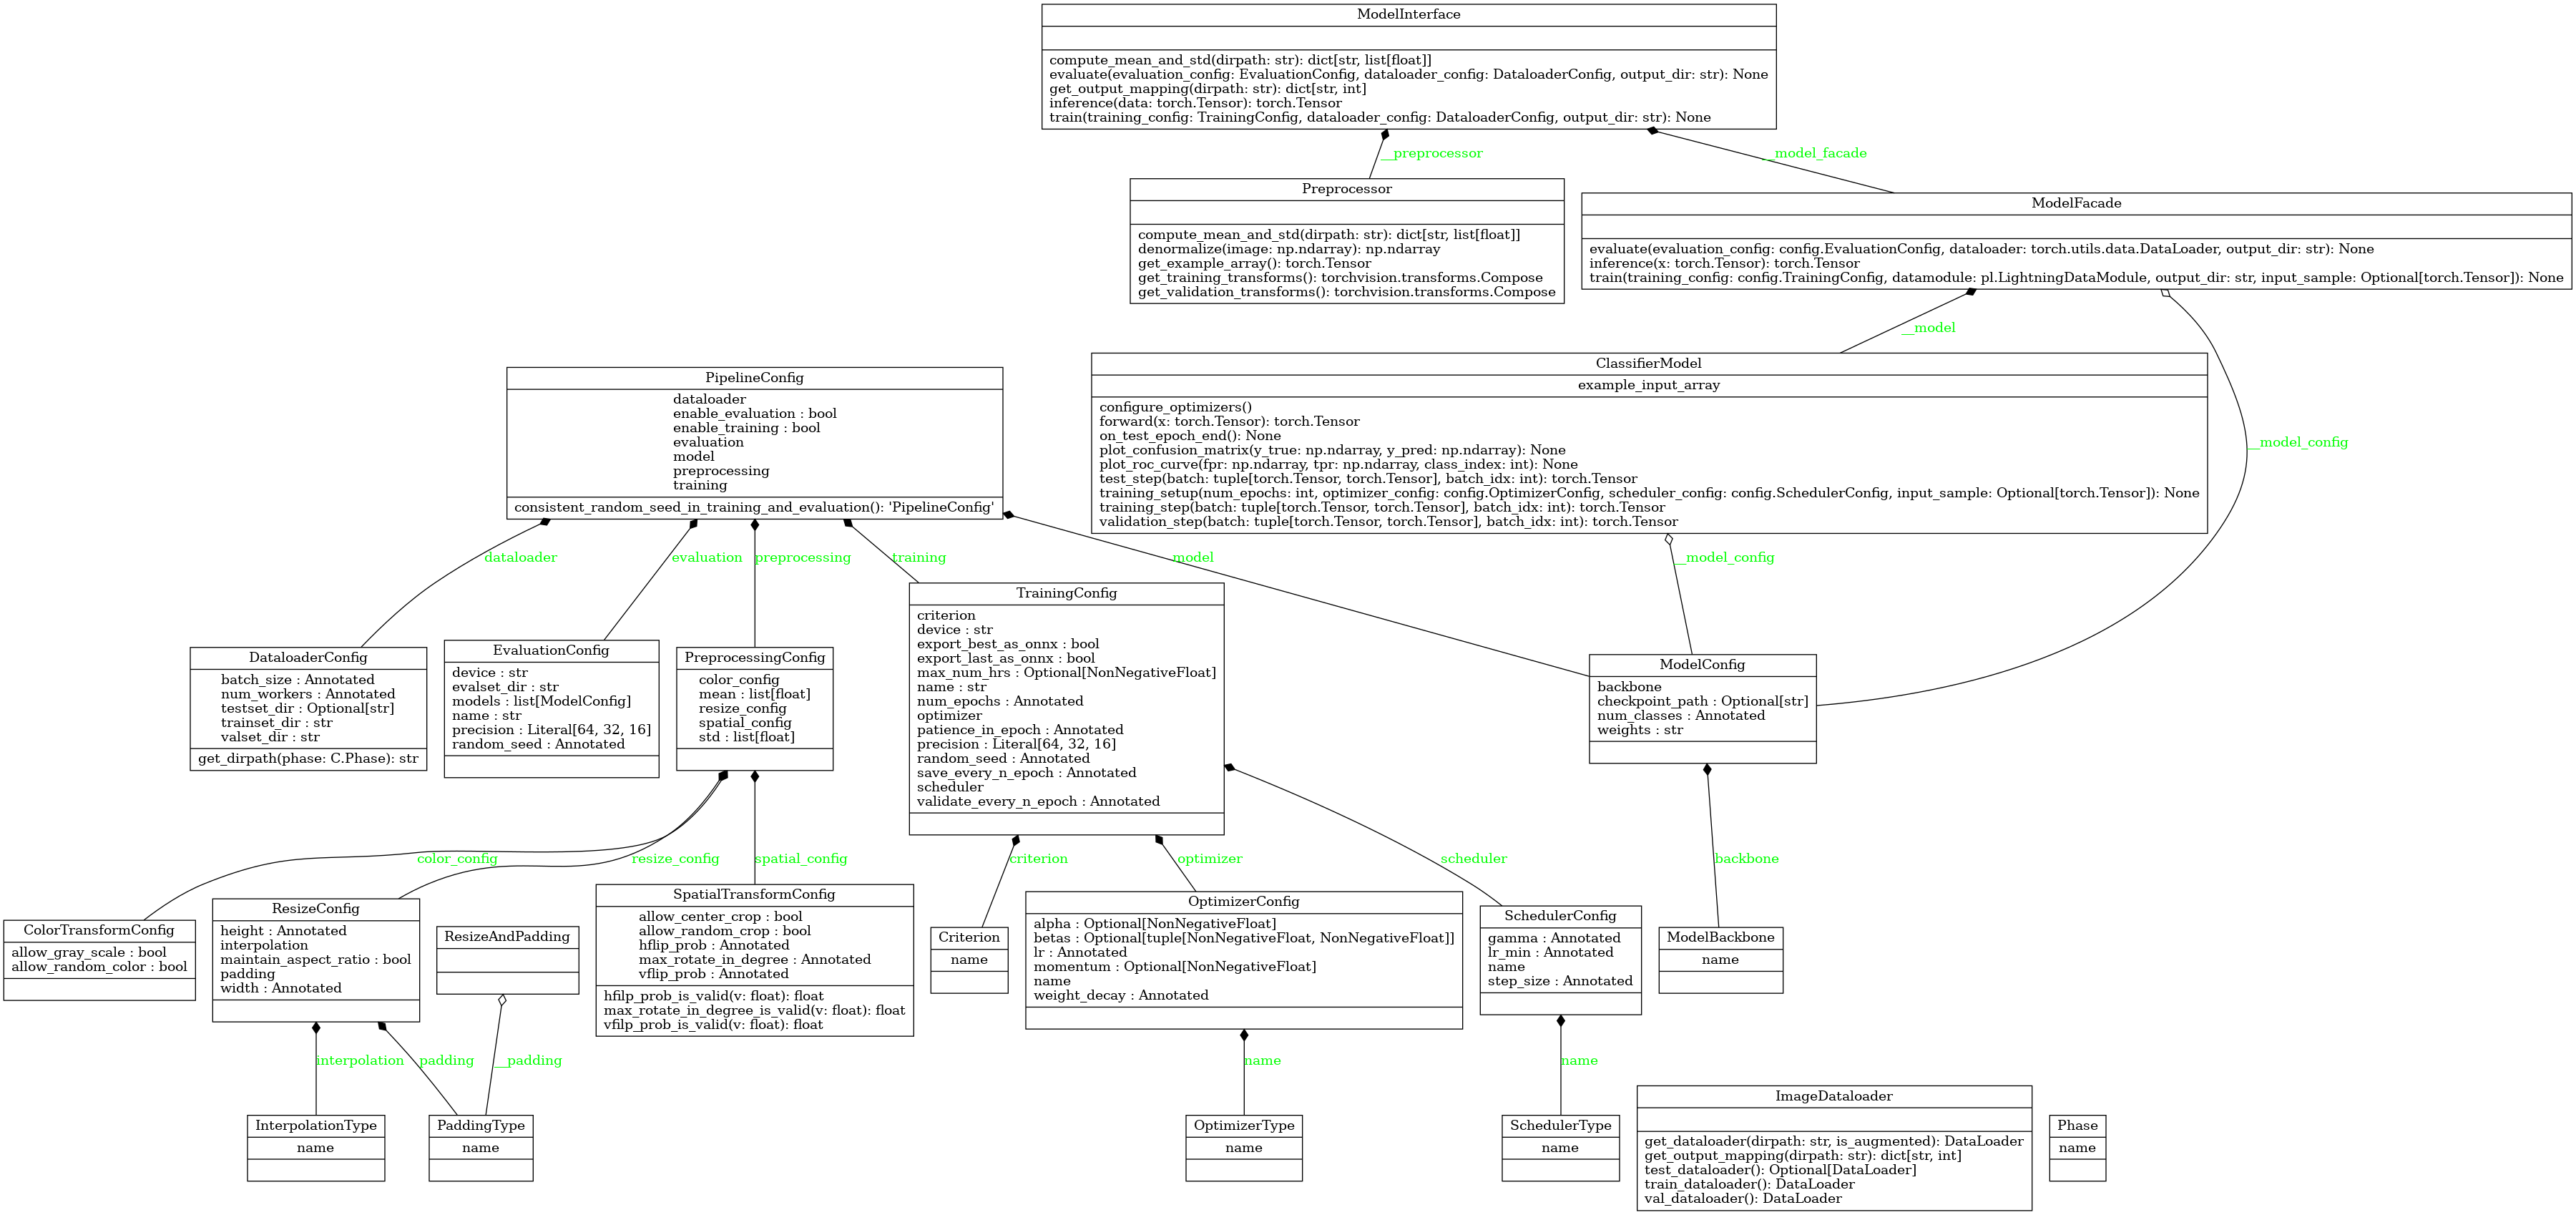 ModelInterface
compute_mean_and_std(dirpath: str): dict[str, list[float]]
evaluate(evaluation_config: EvaluationConfig, dataloader_config: DataloaderConfig, output_dir: str): None
get_output_mapping(dirpath: str): dict[str, int]
inference(data: torch.Tensor): torch.Tensor
train(training_config: TrainingConfig, dataloader_config: DataloaderConfig, output_dir: str): None
__preprocessor
__model_facade
Preprocessor
compute_mean_and_std(dirpath: str): dict[str, list[float]]
denormalize(image: np.ndarray): np.ndarray
get_example_array(): torch.Tensor
get_training_transforms(): torchvision.transforms.Compose
get_validation_transforms(): torchvision.transforms.Compose
ModelFacade
evaluate(evaluation_config: config.EvaluationConfig, dataloader: torch.utils.data.DataLoader, output_dir: str): None
inference(x: torch.Tensor): torch.Tensor
train(training_config: config.TrainingConfig, datamodule: pl.LightningDataModule, output_dir: str, input_sample: Optional[torch.Tensor]): None
__model
__model_config
PipelineConfig
dataloader
enable_evaluation : bool
enable_training : bool
evaluation
model
preprocessing
training
consistent_random_seed_in_training_and_evaluation(): 'PipelineConfig'
ClassifierModel
example_input_array
configure_optimizers()
forward(x: torch.Tensor): torch.Tensor
on_test_epoch_end(): None
plot_confusion_matrix(y_true: np.ndarray, y_pred: np.ndarray): None
plot_roc_curve(fpr: np.ndarray, tpr: np.ndarray, class_index: int): None
test_step(batch: tuple[torch.Tensor, torch.Tensor], batch_idx: int): torch.Tensor
training_setup(num_epochs: int, optimizer_config: config.OptimizerConfig, scheduler_config: config.SchedulerConfig, input_sample: Optional[torch.Tensor]): None
training_step(batch: tuple[torch.Tensor, torch.Tensor], batch_idx: int): torch.Tensor
validation_step(batch: tuple[torch.Tensor, torch.Tensor], batch_idx: int): torch.Tensor
dataloader
evaluation
preprocessing
training
model
__model_config
DataloaderConfig
batch_size : Annotated
num_workers : Annotated
testset_dir : Optional[str]
trainset_dir : str
valset_dir : str
get_dirpath(phase: C.Phase): str
EvaluationConfig
device : str
evalset_dir : str
models : list[ModelConfig]
name : str
precision : Literal[64, 32, 16]
random_seed : Annotated
PreprocessingConfig
color_config
mean : list[float]
resize_config
spatial_config
std : list[float]
TrainingConfig
criterion
device : str
export_best_as_onnx : bool
export_last_as_onnx : bool
max_num_hrs : Optional[NonNegativeFloat]
name : str
num_epochs : Annotated
optimizer
patience_in_epoch : Annotated
precision : Literal[64, 32, 16]
random_seed : Annotated
save_every_n_epoch : Annotated
scheduler
validate_every_n_epoch : Annotated
ModelConfig
backbone
checkpoint_path : Optional[str]
num_classes : Annotated
weights : str
color_config
resize_config
spatial_config
criterion
optimizer
scheduler
backbone
ColorTransformConfig
allow_gray_scale : bool
allow_random_color : bool
ResizeConfig
height : Annotated
interpolation
maintain_aspect_ratio : bool
padding
width : Annotated
ResizeAndPadding
SpatialTransformConfig
allow_center_crop : bool
allow_random_crop : bool
hflip_prob : Annotated
max_rotate_in_degree : Annotated
vflip_prob : Annotated
hfilp_prob_is_valid(v: float): float
max_rotate_in_degree_is_valid(v: float): float
vfilp_prob_is_valid(v: float): float
Criterion
name
OptimizerConfig
alpha : Optional[NonNegativeFloat]
betas : Optional[tuple[NonNegativeFloat, NonNegativeFloat]]
lr : Annotated
momentum : Optional[NonNegativeFloat]
name
weight_decay : Annotated
SchedulerConfig
gamma : Annotated
lr_min : Annotated
name
step_size : Annotated
ModelBackbone
name
interpolation
padding
__padding
name
name
InterpolationType
name
PaddingType
name
OptimizerType
name
SchedulerType
name
ImageDataloader
get_dataloader(dirpath: str, is_augmented): DataLoader
get_output_mapping(dirpath: str): dict[str, int]
test_dataloader(): Optional[DataLoader]
train_dataloader(): DataLoader
val_dataloader(): DataLoader
Phase
name